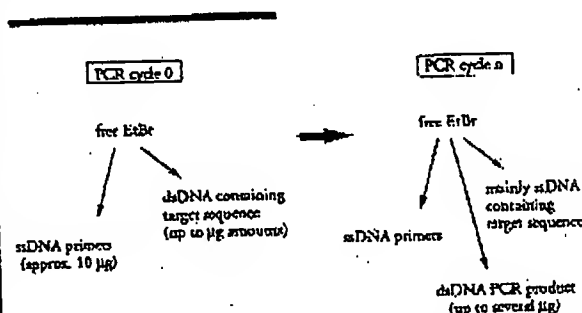 PCR cycle 0
free EtBr
dsDNA containing
target sequence
(up to µg amounts)
ssDNA primers
(approx. 10 µg)
PCR cycle n
free EtBr
mainly ssDNA
containing
target sequence
ssDNA primers
dsDNA PCR product
(up to several µg)